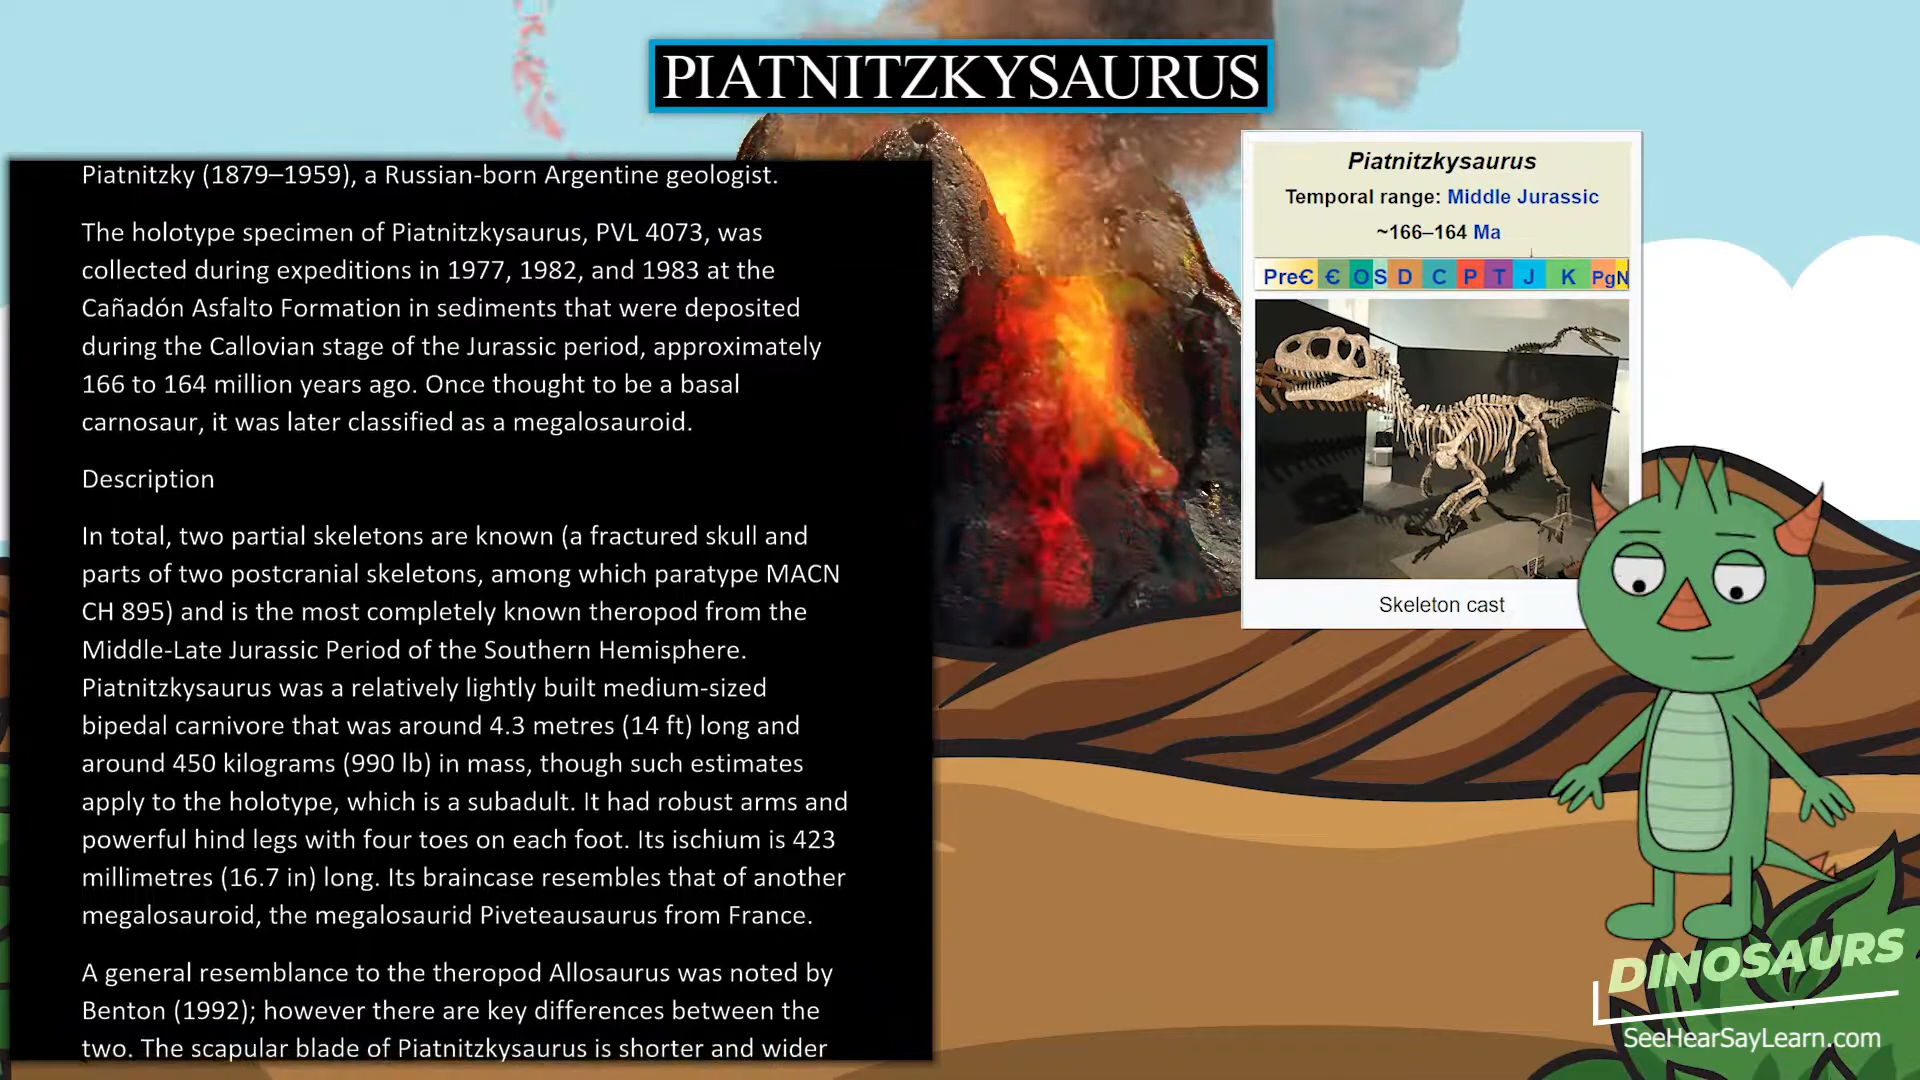 PIATNITZKYSAURUS
Piatnitzky (1879–1959), a Russian-born Argentine geologist.
The holotype specimen of Piatnitzkysaurus, PVL 4073, was
collected during expeditions in 1977, 1982, and 1983 at the
Cañadón Asfalto Formation in sediments that were deposited
during the Callovian stage of the Jurassic period, approximately
166 to 164 million years ago. Once thought to be a basal
carnosaur, it was later classified as a megalosauroid.
Description
In total, two partial skeletons are known (a fractured skull and
parts of two postcranial skeletons, among which paratype MACN
CH 895) and is the most completely known theropod from the
Middle-Late Jurassic Period of the Southern Hemisphere.
Piatnitzkysaurus was a relatively lightly built medium-sized
bipedal carnivore that was around 4.3 metres (14 ft) long and
around 450 kilograms (990 lb) in mass, though such estimates
apply to the holotype, which is a subadult. It had robust arms and
powerful hind legs with four toes on each foot. Its ischium is 423
millimetres (16.7 in) long. Its braincase resembles that of another
megalosauroid, the megalosaurid Piveteausaurus from France.
A general resemblance to the theropod Allosaurus was noted by
Benton (1992); however there are key differences between the
two. The scapular blade of Piatnitzkysaurus is shorter and wider
Piatnitzkysaurus
Temporal range: Middle Jurassic
~166–164 Ma
↓
PreꞒ Ꞓ O S D C P T J K PgN
Skeleton cast
DINOSAURS
SeeHearSayLearn.com